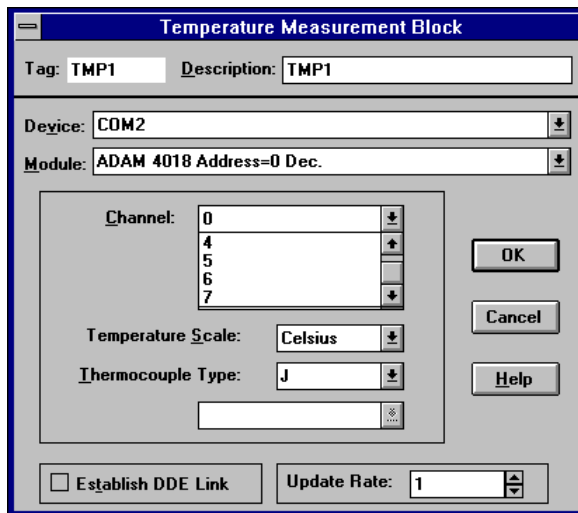 Temperature Measurement Block
Tag: TMP1 Description: TMP1
Device: COM2
Module: ADAM 4018 Address=0 Dec.
Channel: 0
4
5
6
7
OK
Cancel
Temperature Scale: Celsius
Thermocouple Type: J
Help
Establish DDE Link
Update Rate: 1